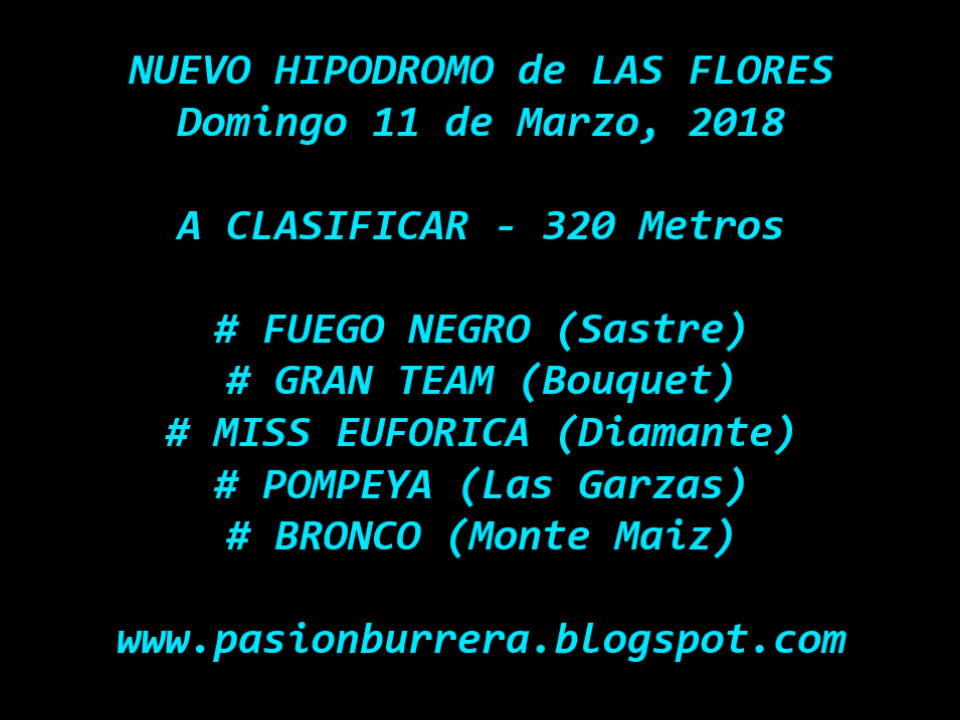 NUEVO HIPODROMO de LAS FLORES
Domingo 11 de Marzo, 2018
A CLASIFICAR - 320 Metros
# FUEGO NEGRO (Sastre)
# GRAN TEAM (Bouquet)
# MISS EUFORICA (Diamante)
# POMPEYA (Las Garzas)
# BRONCO (Monte Maiz)
www.pasionburrera.blogspot.com